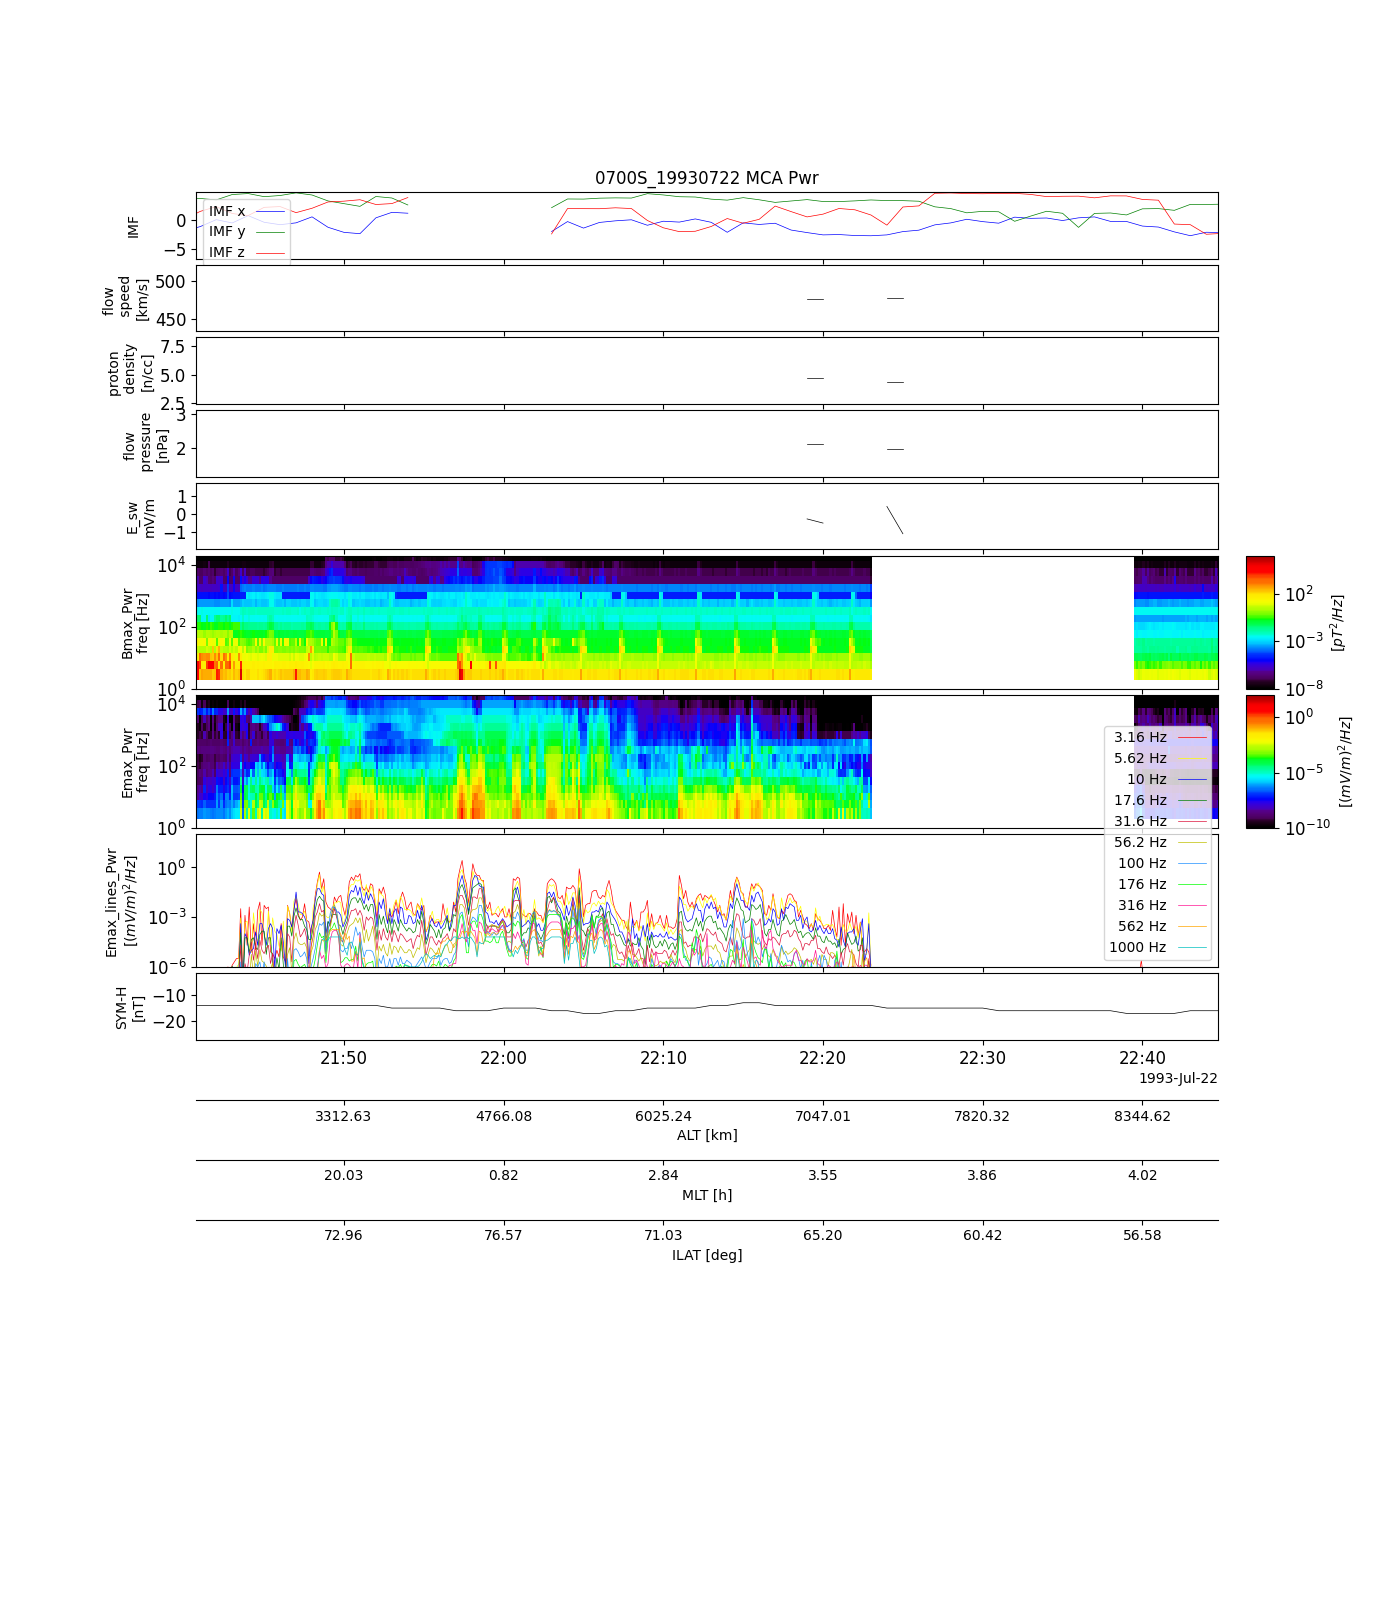 0700S_19930722 MCA Pwr
IMF
0
−5
IMF x
IMF y
IMF z
flow
speed
[km/s]
500
450
proton
density
[n/cc]
7.5
5.0
2.5
flow
pressure
[nPa]
3
2
E_sw
mV/m
1
0
−1
Bmax_Pwr
freq [Hz]
10^4
10^2
10^0
10^2
10^-3
10^-8
[pT^2/Hz]
Emax_Pwr
freq [Hz]
10^4
10^2
10^0
10^0
10^-5
10^-10
[(mV/m)^2/Hz]
3.16 Hz
5.62 Hz
10 Hz
17.6 Hz
31.6 Hz
56.2 Hz
100 Hz
176 Hz
316 Hz
562 Hz
1000 Hz
Emax_lines_Pwr
[(mV/m)^2/Hz]
10^0
10^-3
10^-6
SYM-H
[nT]
−10
−20
21:50 22:00 22:10 22:20 22:30 22:40
1993-Jul-22
3312.63 4766.08 6025.24 7047.01 7820.32 8344.62
ALT [km]
20.03 0.82 2.84 3.55 3.86 4.02
MLT [h]
72.96 76.57 71.03 65.20 60.42 56.58
ILAT [deg]